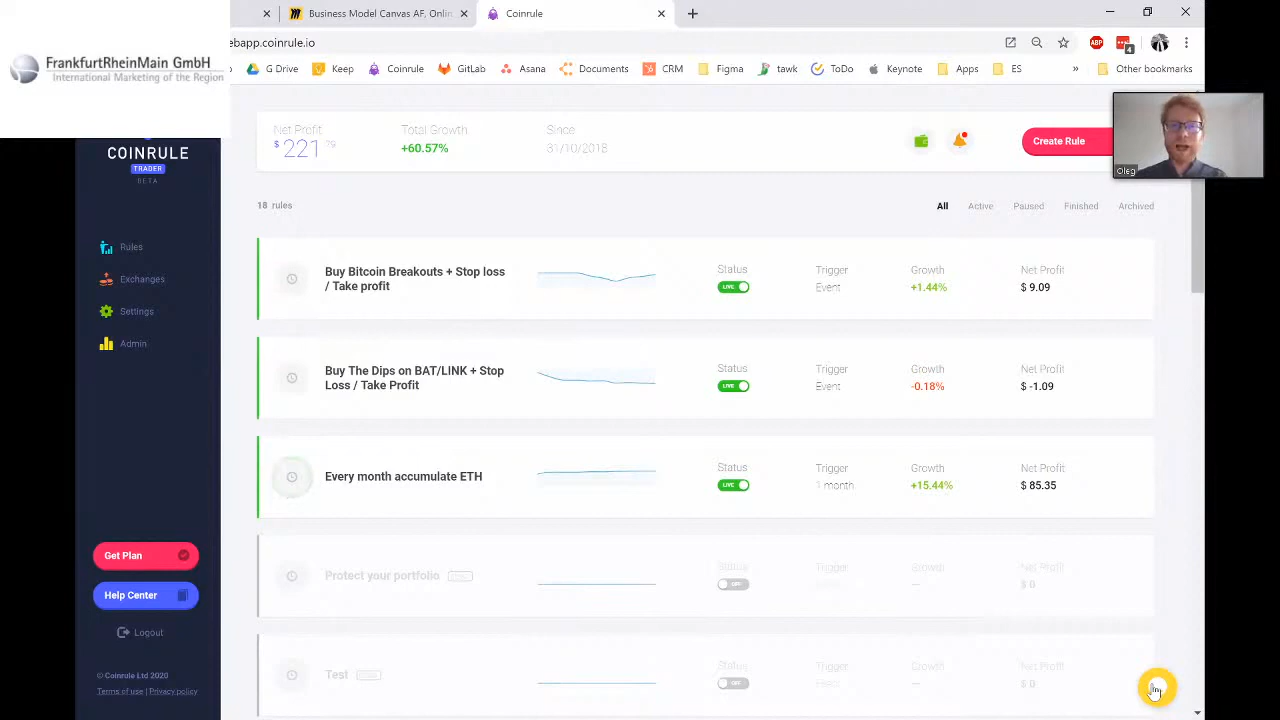 Business Model Canvas AF, Onlin
Coinrule
ebapp.coinrule.io
4
FrankfurtRheinMain GmbH
International Marketing of the Region
G Drive
Keep
Coinrule
Git
Asana
Documents
CRM
Figma
task
ToDo
Kenh
Apps
ES
»
Other bookmarks
COINRULE
TRADER
BETA
Rules
Exchanges
Settings
Admin
Get Plan
Help Center
Logout
© Coinrule Ltd 2020
Terms of use | Privacy policy
Net Profit
Total Growth
Since
$ 221
+60.57%
31/10/2018
Create Rule
Oleg
18 rules
All
Active
Paused
Finished
Archived
Buy Bitcoin Breakouts + Stop loss
/ Take profit
Status
LIVE
Trigger
Event
Growth
+1.44%
Net Profit
$ 9.09
Buy The Dips on BAT/LINK + Stop
Loss / Take Profit
Status
LIVE
Trigger
Event
Growth
-0.18%
Net Profit
$ -1.09
Every month accumulate ETH
Status
LIVE
Trigger
1 month
Growth
+15.44%
Net Profit
$ 85.35
Protect your portfolio
Status
OFF
Trigger
Growth
—
Net Profit
$ 0
Test
Status
OFF
Trigger
Growth
—
Net Profit
$ 0